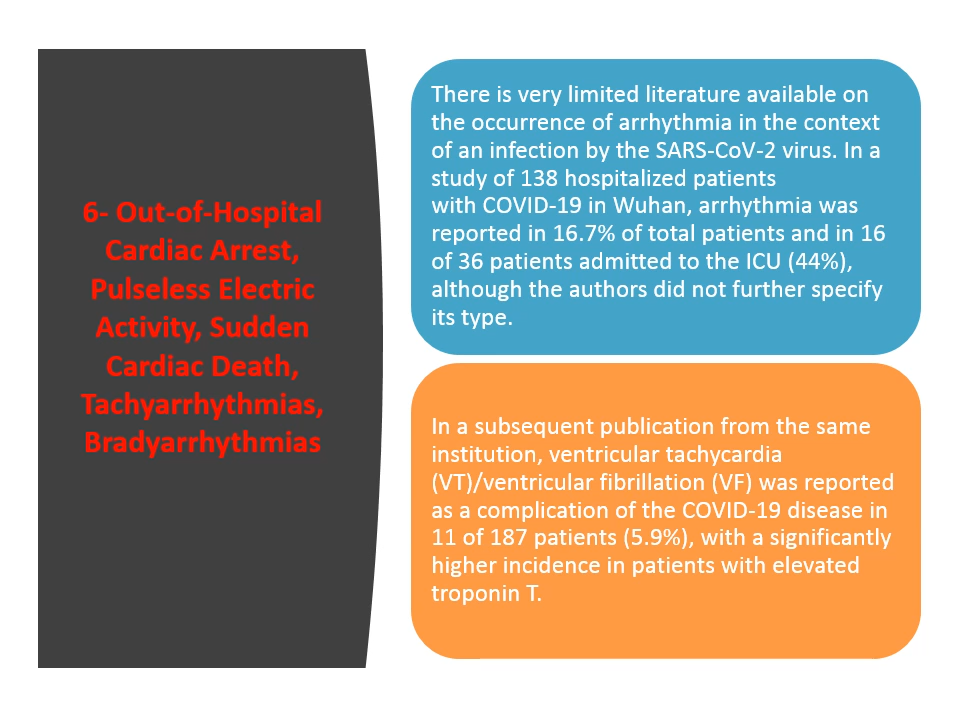 6- Out-of-Hospital
Cardiac Arrest,
Pulseless Electric
Activity, Sudden
Cardiac Death,
Tachyarrhythmias,
Bradyarrhythmias
There is very limited literature available on
the occurrence of arrhythmia in the context
of an infection by the SARS-CoV-2 virus. In a
study of 138 hospitalized patients
with COVID-19 in Wuhan, arrhythmia was
reported in 16.7% of total patients and in 16
of 36 patients admitted to the ICU (44%),
although the authors did not further specify
its type.
In a subsequent publication from the same
institution, ventricular tachycardia
(VT)/ventricular fibrillation (VF) was reported
as a complication of the COVID-19 disease in
11 of 187 patients (5.9%), with a significantly
higher incidence in patients with elevated
troponin T.